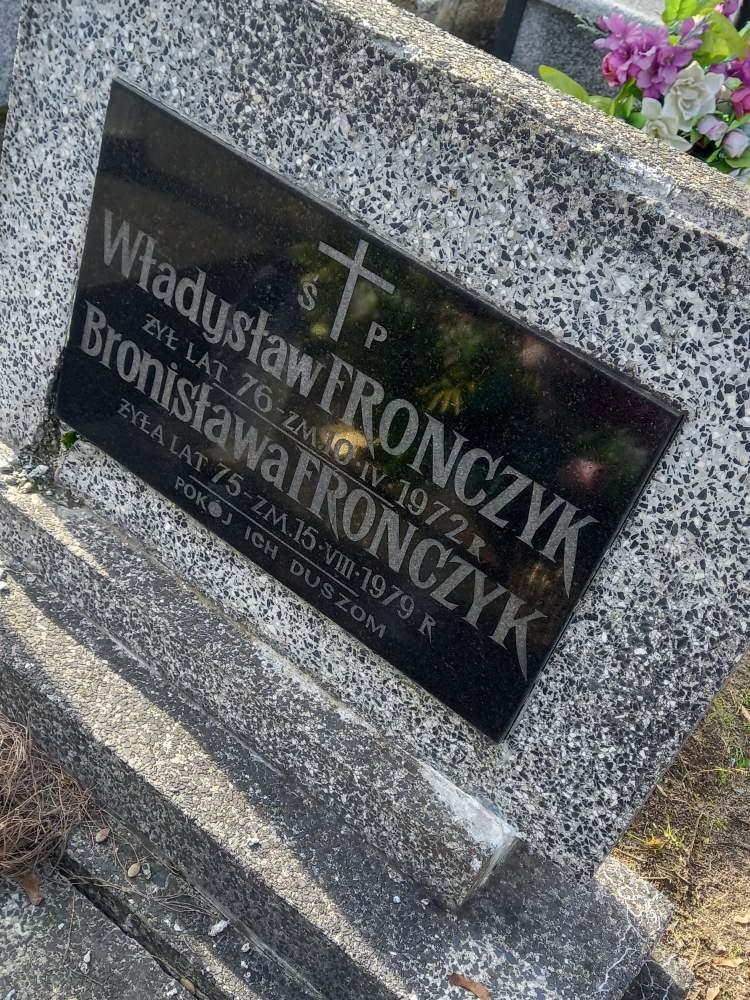 Ś P
Władysław FRONCZYK
ŻYŁ LAT 76-ZM.10·IV·1972 R
Bronisława FRONCZYK
ŻYŁA LAT 75-ZM.15·VIII·1979 R
POKÓJ ICH DUSZOM